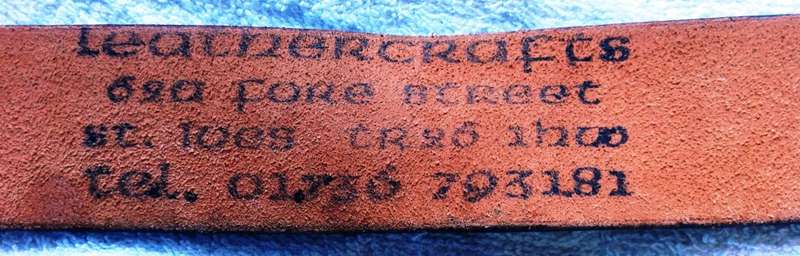 Leathercrafts
62a Fore Street
St. Ives TR26 1HW
tel. 01736 793181